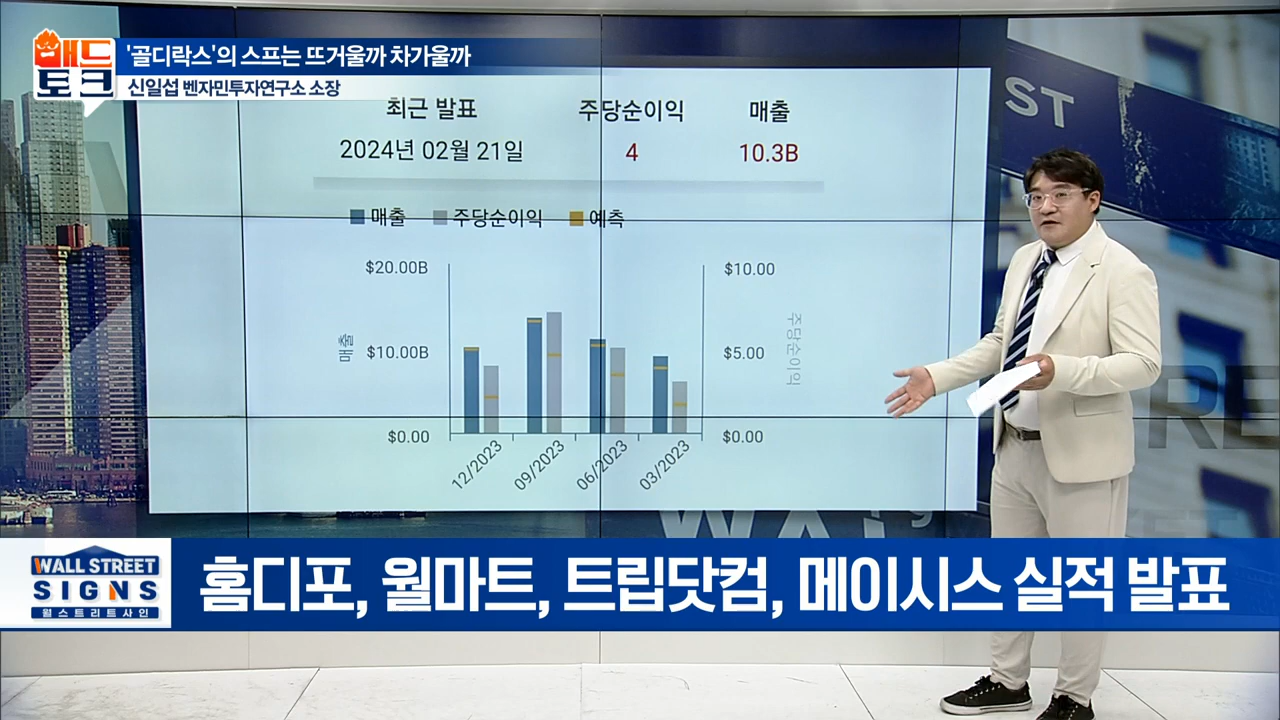 매드
토크
'골디락스'의 스프는 뜨거울까 차가울까
신일섭 벤자민투자연구소 소장
최근 발표 주당순이익 매출
2024년 02월 21일 4 10.3B
매출 주당순이익 예측
$20.00B $10.00
매출 $10.00B $5.00 주당순이익
$0.00 $0.00
12/2023 09/2023 06/2023 03/2023
ST
WALL STREET
SIGNS
월스트리트사인
홈디포, 월마트, 트립닷컴, 메이시스 실적 발표